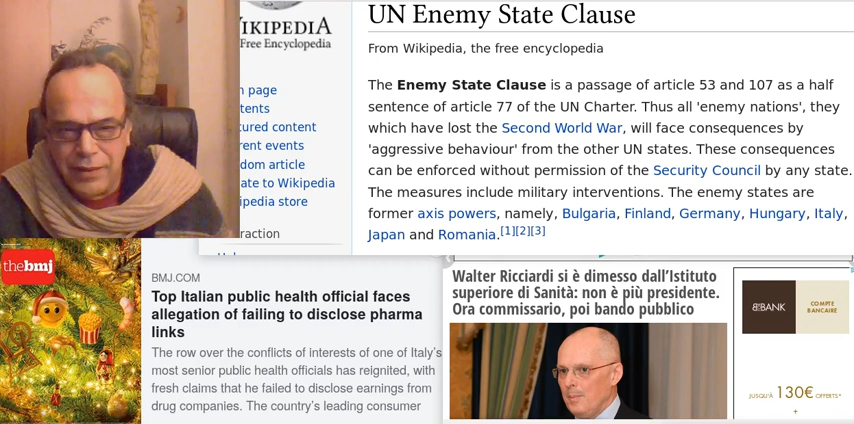 IKIPEDIA
Free Encyclopedia
n page
tents
tured content
rent events
dom article
ate to Wikipedia
ipedia store
raction
UN Enemy State Clause
From Wikipedia, the free encyclopedia
The Enemy State Clause is a passage of article 53 and 107 as a half
sentence of article 77 of the UN Charter. Thus all 'enemy nations', they
which have lost the Second World War, will face consequences by
'aggressive behaviour' from the other UN states. These consequences
can be enforced without permission of the Security Council by any state.
The measures include military interventions. The enemy states are
former axis powers, namely, Bulgaria, Finland, Germany, Hungary, Italy,
Japan and Romania.[1][2][3]
thebmj
BMJ.COM
Top Italian public health official faces
allegation of failing to disclose pharma
links
The row over the conflicts of interests of one of Italy's
most senior public health officials has reignited, with
fresh claims that he failed to disclose earnings from
drug companies. The country's leading consumer
Walter Ricciardi si è dimesso dall'Istituto
superiore di Sanità: non è più presidente.
Ora commissario, poi bando pubblico
BANK
COMPTE
BANCAIRE
JUSQU'À 130€ OFFERTS*
+